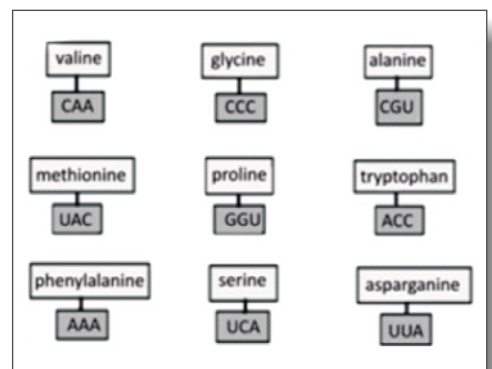 valine glycine alanine
CAA CCC CGU
methionine proline tryptophan
UAC GGU ACC
phenylalanine serine asparganine
AAA UCA UUA